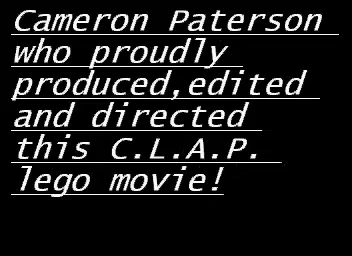 Cameron Paterson
who proudly
produced,edited
and directed
this C.L.A.P.
lego movie!